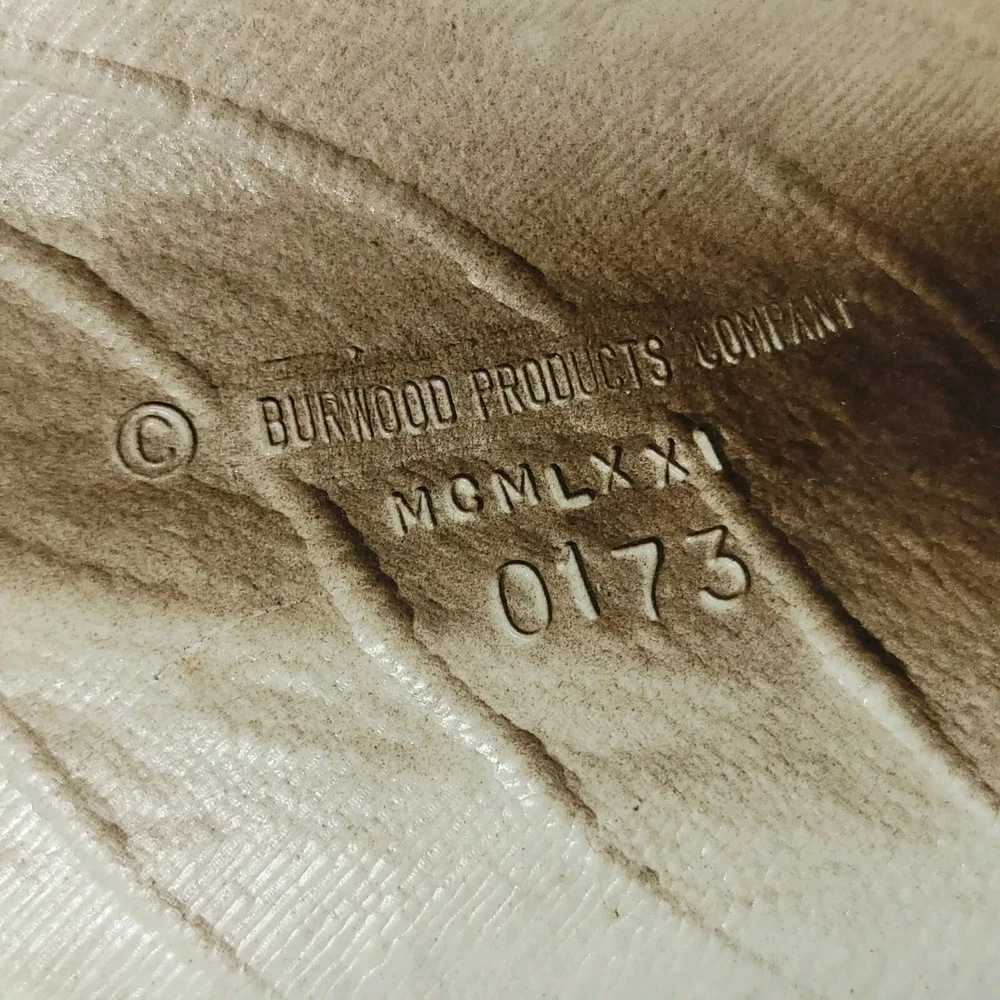 © BURWOOD PRODUCTS COMPANY
MCMLXXI
0173